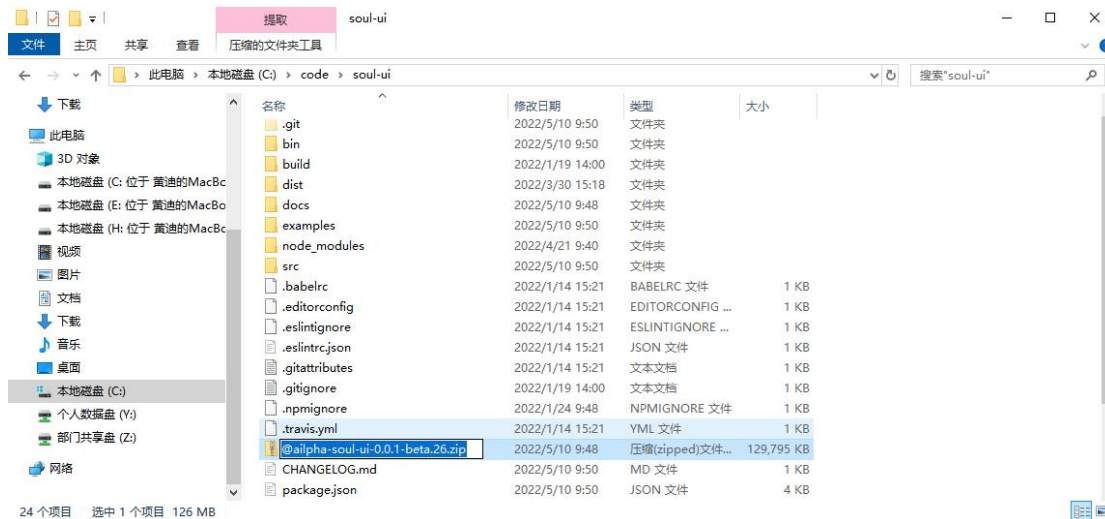 提取
soul-ui
文件 主页 共享 查看 压缩的文件夹工具
此电脑 › 本地磁盘 (C:) › code › soul-ui
搜索"soul-ui"
下载
此电脑
3D 对象
本地磁盘 (C: 位于 黄迪的MacBc
本地磁盘 (E: 位于 黄迪的MacBo
本地磁盘 (H: 位于 黄迪的MacBc
视频
图片
文档
下载
音乐
桌面
本地磁盘 (C:)
个人数据盘 (Y:)
部门共享盘 (Z:)
网络
名称 修改日期 类型 大小
.git 2022/5/10 9:50 文件夹
bin 2022/5/10 9:50 文件夹
build 2022/1/19 14:00 文件夹
dist 2022/3/30 15:18 文件夹
docs 2022/5/10 9:48 文件夹
examples 2022/5/10 9:50 文件夹
node_modules 2022/4/21 9:40 文件夹
src 2022/5/10 9:50 文件夹
.babelrc 2022/1/14 15:21 BABELRC 文件 1 KB
.editorconfig 2022/1/14 15:21 EDITORCONFIG ... 1 KB
.eslintignore 2022/1/14 15:21 ESLINTIGNORE ... 1 KB
.eslintrc.json 2022/1/14 15:21 JSON 文件 1 KB
.gitattributes 2022/1/14 15:21 文本文档 1 KB
.gitignore 2022/1/19 14:00 文本文档 1 KB
.npmignore 2022/1/24 9:48 NPMIGNORE 文件 1 KB
.travis.yml 2022/1/14 15:21 YML 文件 1 KB
@ailpha-soul-ui-0.0.1-beta.26.zip 2022/5/10 9:48 压缩(zipped)文件... 129,795 KB
CHANGELOG.md 2022/5/10 9:50 MD 文件 1 KB
package.json 2022/5/10 9:50 JSON 文件 4 KB
24 个项目 选中 1 个项目 126 MB